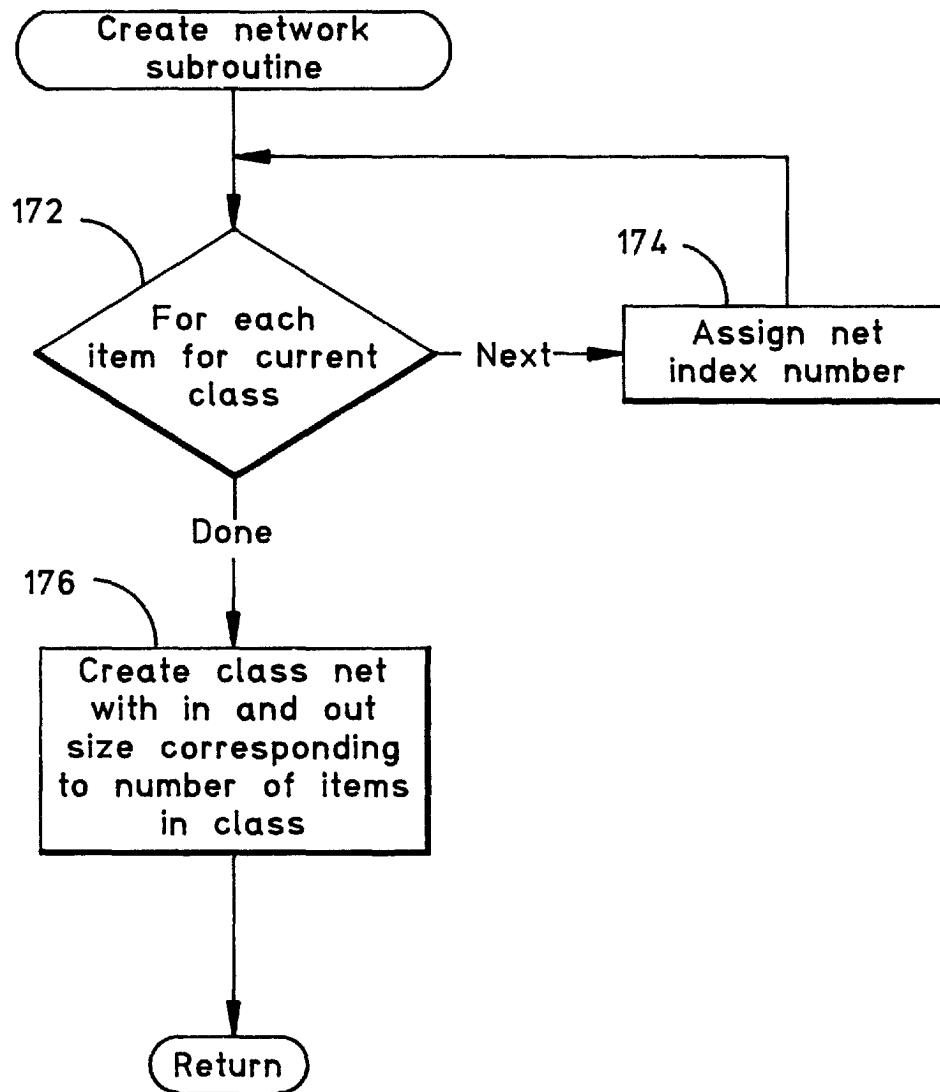 Create network
subroutine
172
For each
item for current
class
Next
174
Assign net
index number
Done
176
Create class net
with in and out
size corresponding
to number of items
in class
Return